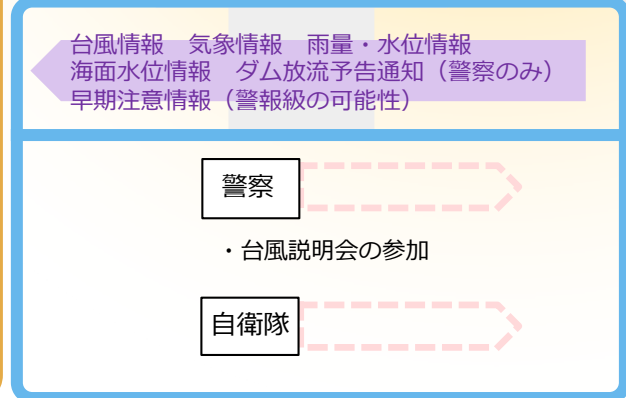 台風情報　気象情報　雨量・水位情報
海面水位情報　ダム放流予告通知（警察のみ）
早期注意情報（警報級の可能性）
警察
・台風説明会の参加
自衛隊